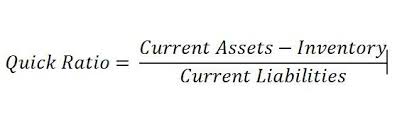 Quick Ratio = Current Assets − Inventory
Current Liabilities